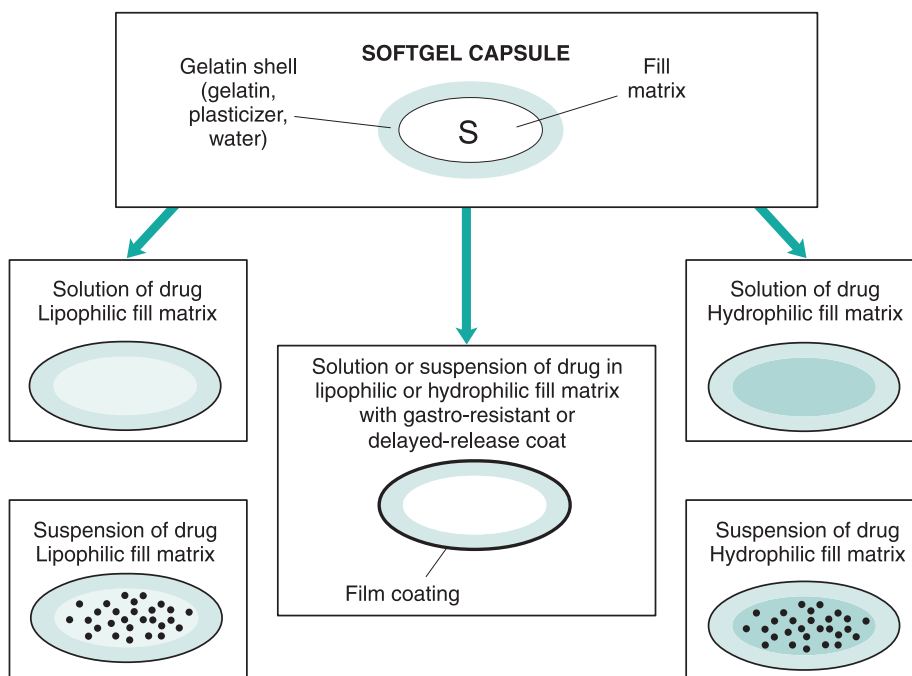 SOFTGEL CAPSULE
Gelatin shell
(gelatin,
plasticizer,
water)
Fill
matrix
S
Solution of drug
Lipophilic fill matrix
Solution or suspension of drug in
lipophilic or hydrophilic fill matrix
with gastro-resistant or
delayed-release coat
Film coating
Solution of drug
Hydrophilic fill matrix
Suspension of drug
Lipophilic fill matrix
Suspension of drug
Hydrophilic fill matrix